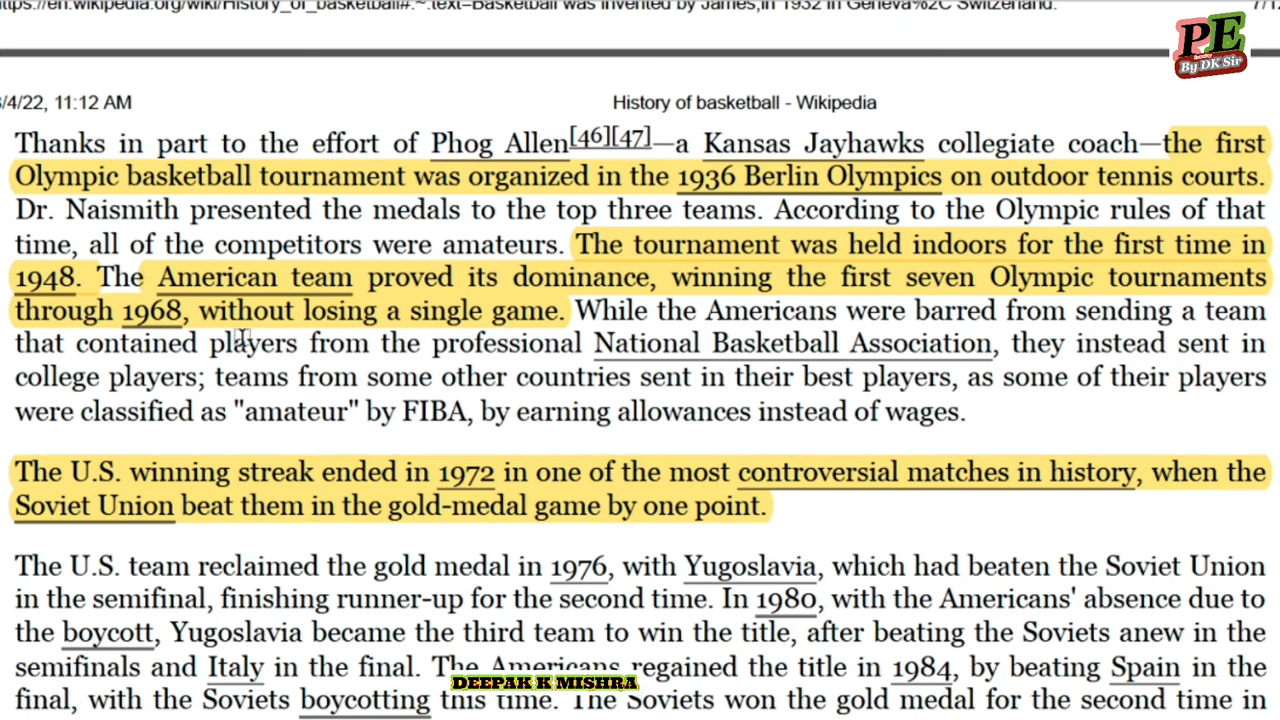 ttps://en.wikipedia.org/wiki/History_of_basketball#:~:text=Basketball was invented by James,in 1932 in Geneva%2C Switzerland.
PE
By DK Sir
/4/22, 11:12 AM
History of basketball - Wikipedia
Thanks in part to the effort of Phog Allen[46][47]—a Kansas Jayhawks collegiate coach—the first
Olympic basketball tournament was organized in the 1936 Berlin Olympics on outdoor tennis courts.
Dr. Naismith presented the medals to the top three teams. According to the Olympic rules of that
time, all of the competitors were amateurs. The tournament was held indoors for the first time in
1948. The American team proved its dominance, winning the first seven Olympic tournaments
through 1968, without losing a single game. While the Americans were barred from sending a team
that contained players from the professional National Basketball Association, they instead sent in
college players; teams from some other countries sent in their best players, as some of their players
were classified as "amateur" by FIBA, by earning allowances instead of wages.
The U.S. winning streak ended in 1972 in one of the most controversial matches in history, when the
Soviet Union beat them in the gold-medal game by one point.
The U.S. team reclaimed the gold medal in 1976, with Yugoslavia, which had beaten the Soviet Union
in the semifinal, finishing runner-up for the second time. In 1980, with the Americans' absence due to
the boycott, Yugoslavia became the third team to win the title, after beating the Soviets anew in the
semifinals and Italy in the final. The Americans regained the title in 1984, by beating Spain in the
DEEPAK K MISHRA
final, with the Soviets boycotting this time. The Soviets won the gold medal for the second time in